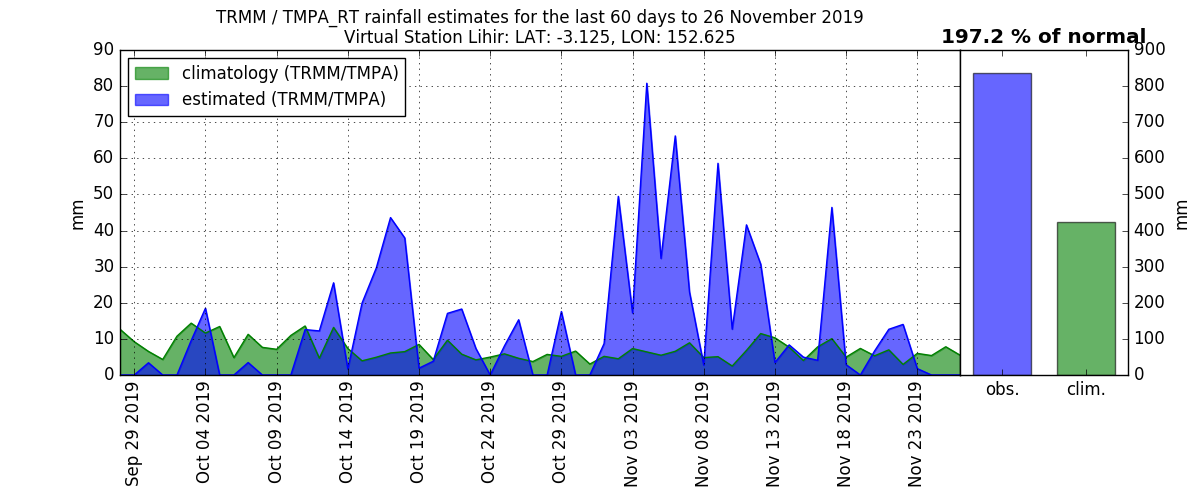 TRMM / TMPA_RT rainfall estimates for the last 60 days to 26 November 2019
Virtual Station Lihir: LAT: -3.125, LON: 152.625
197.2 % of normal
climatology (TRMM/TMPA)
estimated (TRMM/TMPA)
90
80
70
60
50
40
30
20
10
0
mm
Sep 29 2019
Oct 04 2019
Oct 09 2019
Oct 14 2019
Oct 19 2019
Oct 24 2019
Oct 29 2019
Nov 03 2019
Nov 08 2019
Nov 13 2019
Nov 18 2019
Nov 23 2019
obs.
clim.
900
800
700
600
500
400
300
200
100
0
mm